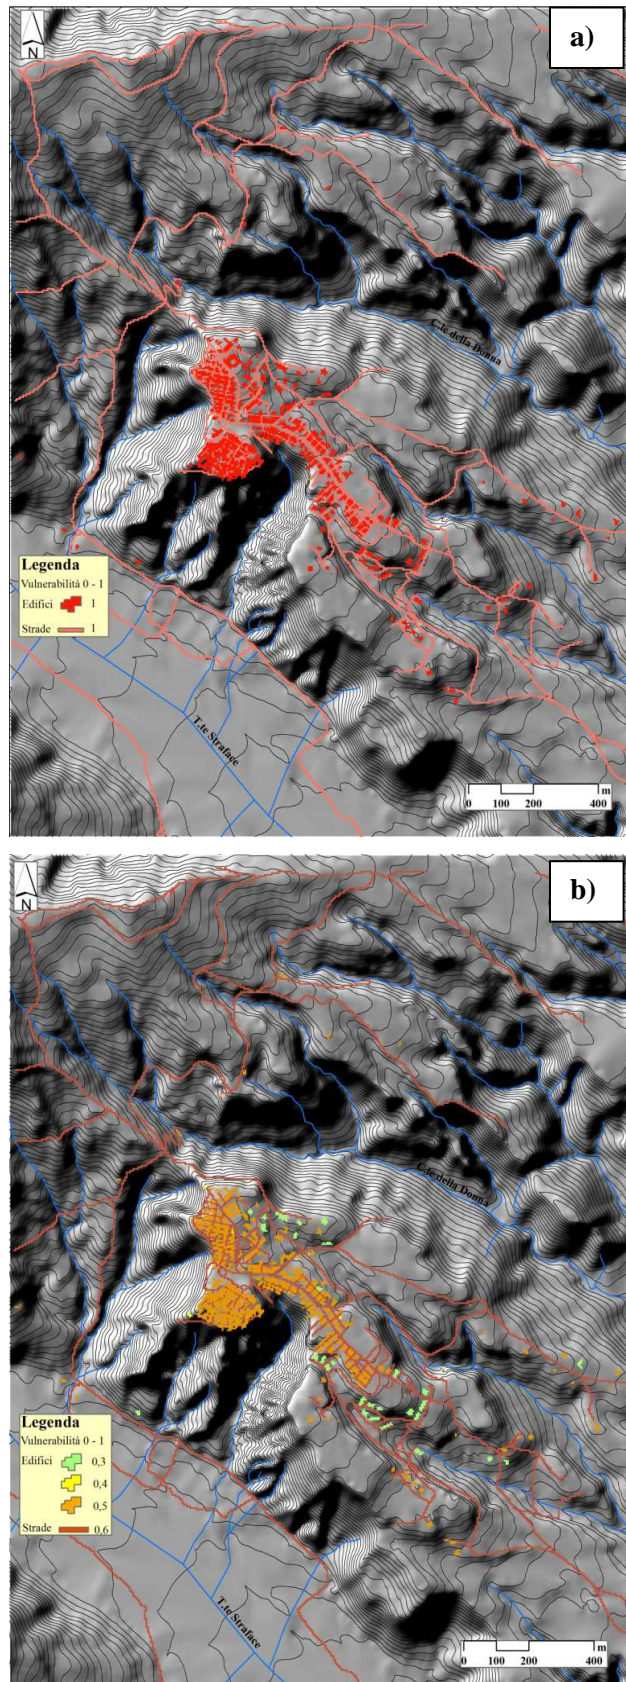 a)
N
C.le della Donna
Legenda
Vulnerabilità 0 - 1
Edifici 1
Strade 1
T.te Straface
m
0 100 200 400
b)
N
C.le della Donna
Legenda
Vulnerabilità 0 - 1
Edifici 0,3
0,4
0,5
Strade 0,6
T.te Straface
m
0 100 200 400